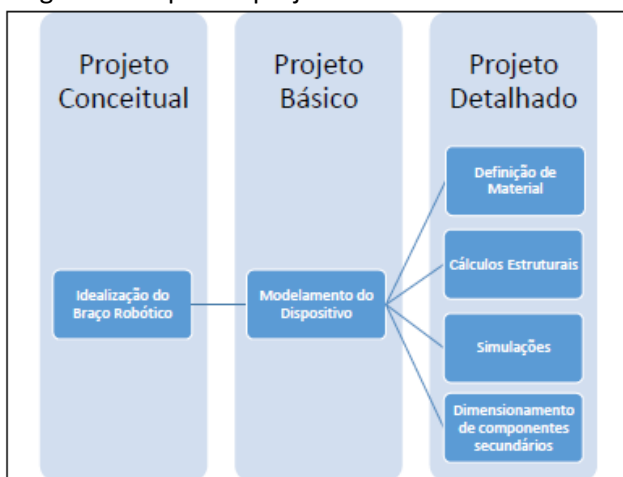 Projeto
Conceitual
Projeto
Básico
Projeto
Detalhado
Idealização do
Braço Robótico
Modelamento do
Dispositivo
Definição de
Material
Cálculos Estruturais
Simulações
Dimensionamento
de componentes
secundários